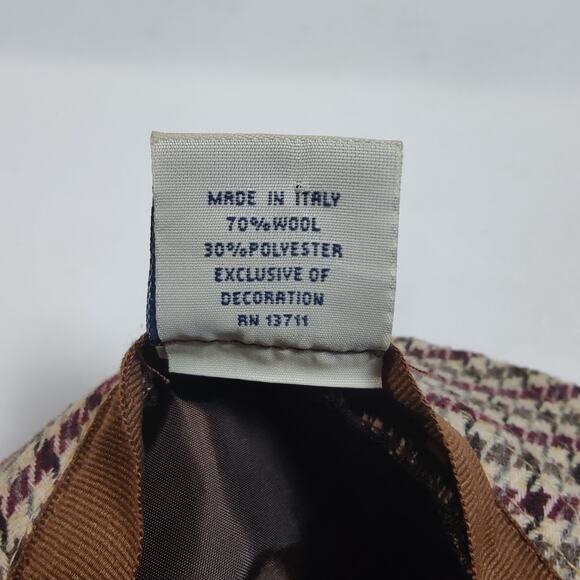 MADE IN ITALY
70%WOOL
30%POLYESTER
EXCLUSIVE OF
DECORATION
RN 13711